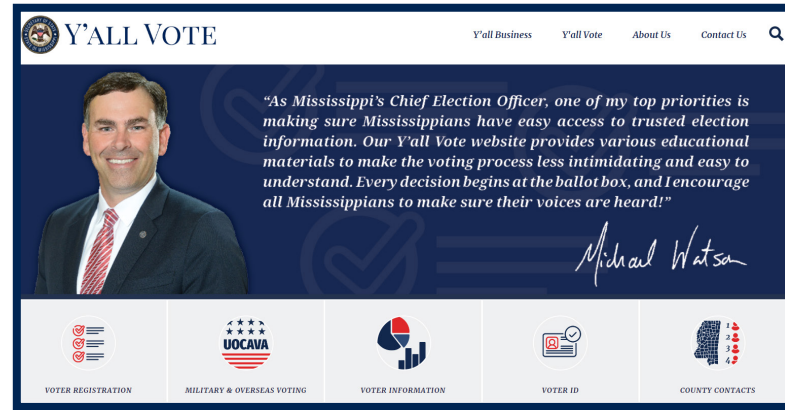 Y'ALL VOTE
Y'all Business Y'all Vote About Us Contact Us
“As Mississippi’s Chief Election Officer, one of my top priorities is
making sure Mississippians have easy access to trusted election
information. Our Y’all Vote website provides various educational
materials to make the voting process less intimidating and easy to
understand. Every decision begins at the ballot box, and I encourage
all Mississippians to make sure their voices are heard!”
Michael Watson
UOCAVA
1
2
3
4
VOTER REGISTRATION MILITARY & OVERSEAS VOTING VOTER INFORMATION VOTER ID COUNTY CONTACTS